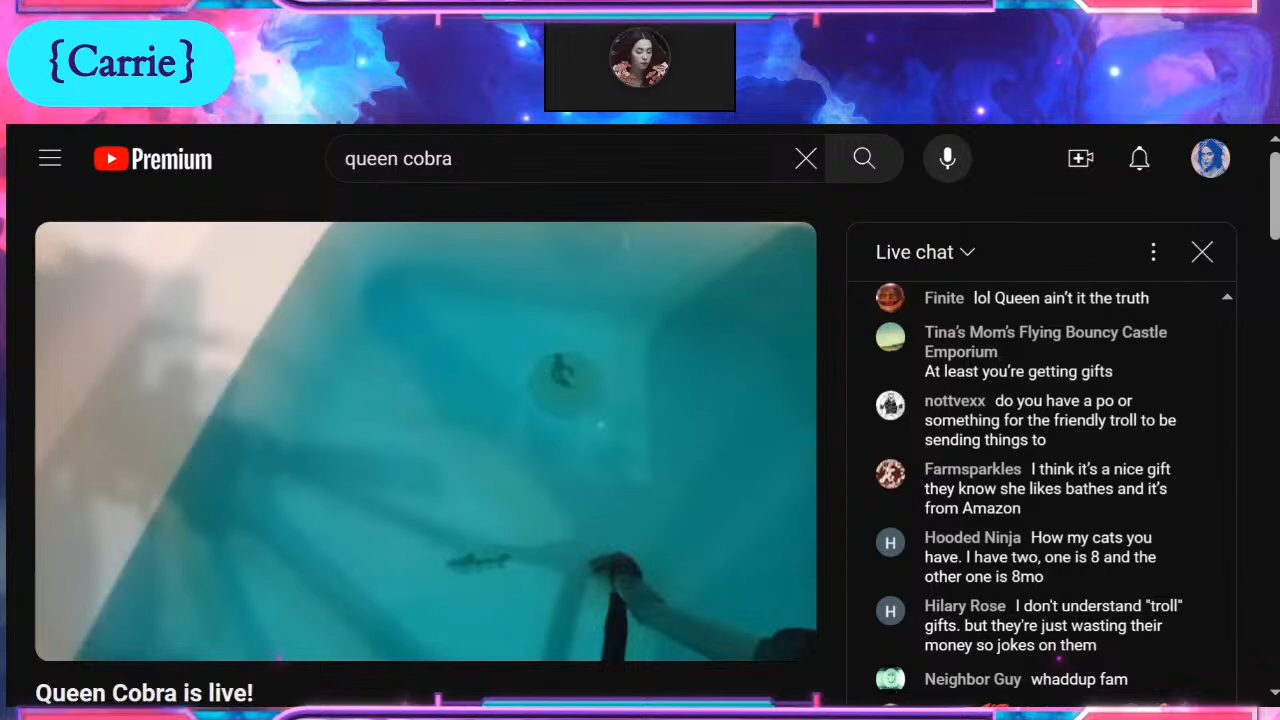 {Carrie}
Premium
queen cobra
Live chat
Finite lol Queen ain't it the truth
Tina's Mom's Flying Bouncy Castle
Emporium
At least you're getting gifts
nottvexx do you have a po or
something for the friendly troll to be
sending things to
Farmsparkles I think it's a nice gift
they know she likes bathes and it's
from Amazon
H
Hooded Ninja How my cats you
have. I have two, one is 8 and the
other one is 8mo
H
Hilary Rose I don't understand "troll"
gifts. but they're just wasting their
money so jokes on them
Neighbor Guy whaddup fam
Queen Cobra is live!